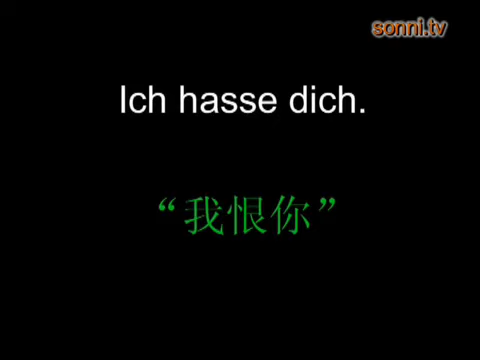 sonni.tv
Ich hasse dich.
“我恨你”